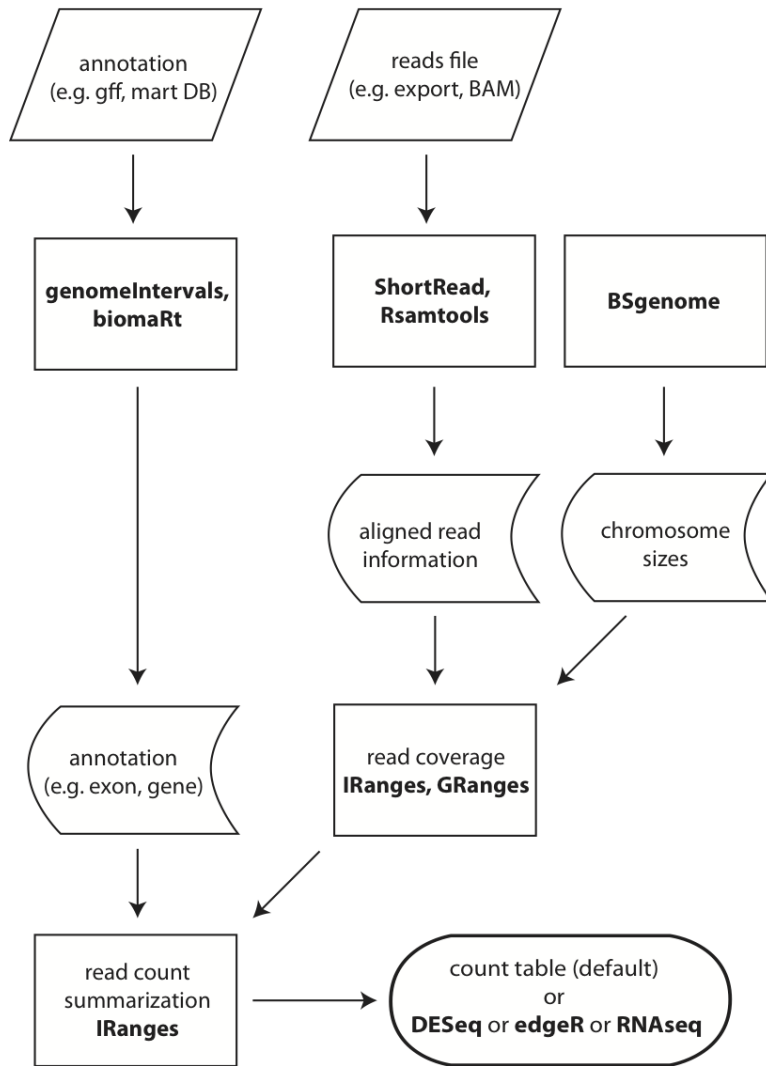 annotation
(e.g. gff, mart DB)
reads file
(e.g. export, BAM)
genomeIntervals,
biomaRt
ShortRead,
Rsamtools
BSgenome
aligned read
information
chromosome
sizes
annotation
(e.g. exon, gene)
read coverage
IRanges, GRanges
read count
summarization
IRanges
count table (default)
or
DESeq or edgeR or RNAseq